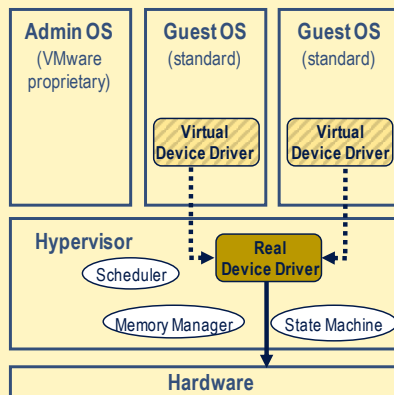 Admin OS
(VMware
proprietary)
Guest OS
(standard)
Virtual
Device Driver
Guest OS
(standard)
Virtual
Device Driver
Hypervisor
Real
Device Driver
Scheduler
Memory Manager
State Machine
Hardware